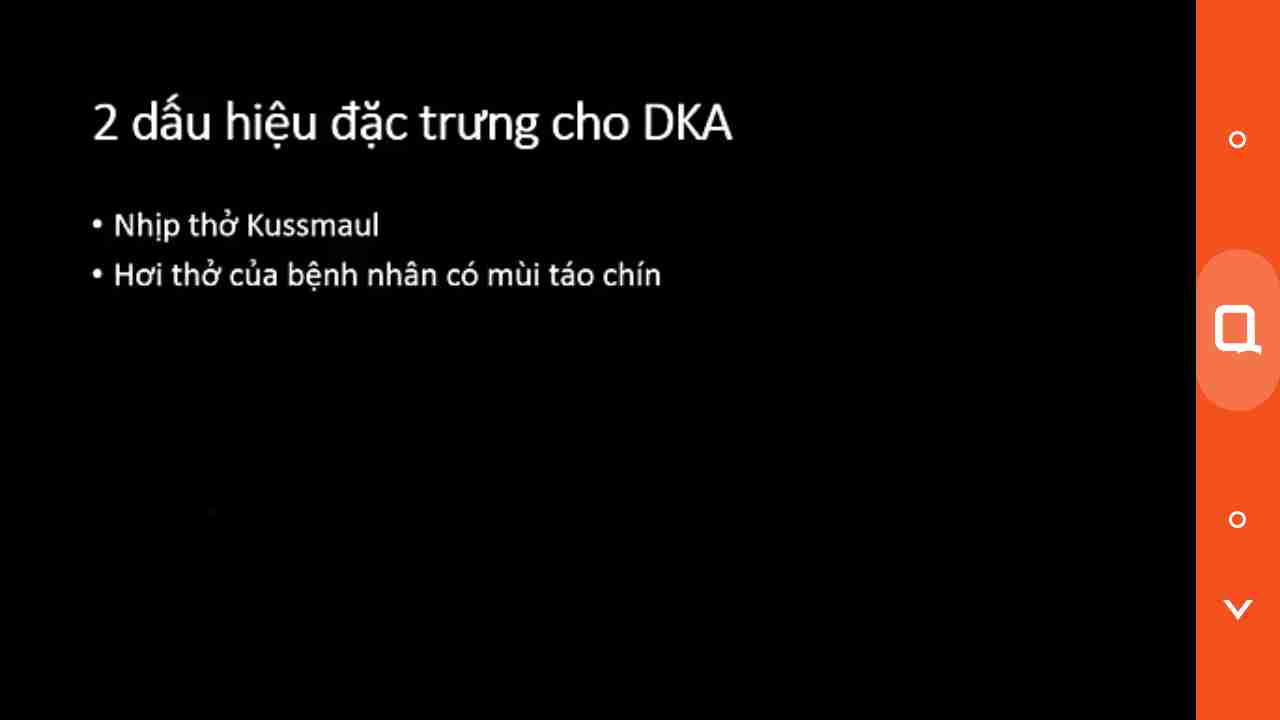 2 dấu hiệu đặc trưng cho DKA
• Nhịp thở Kussmaul
• Hơi thở của bệnh nhân có mùi táo chín